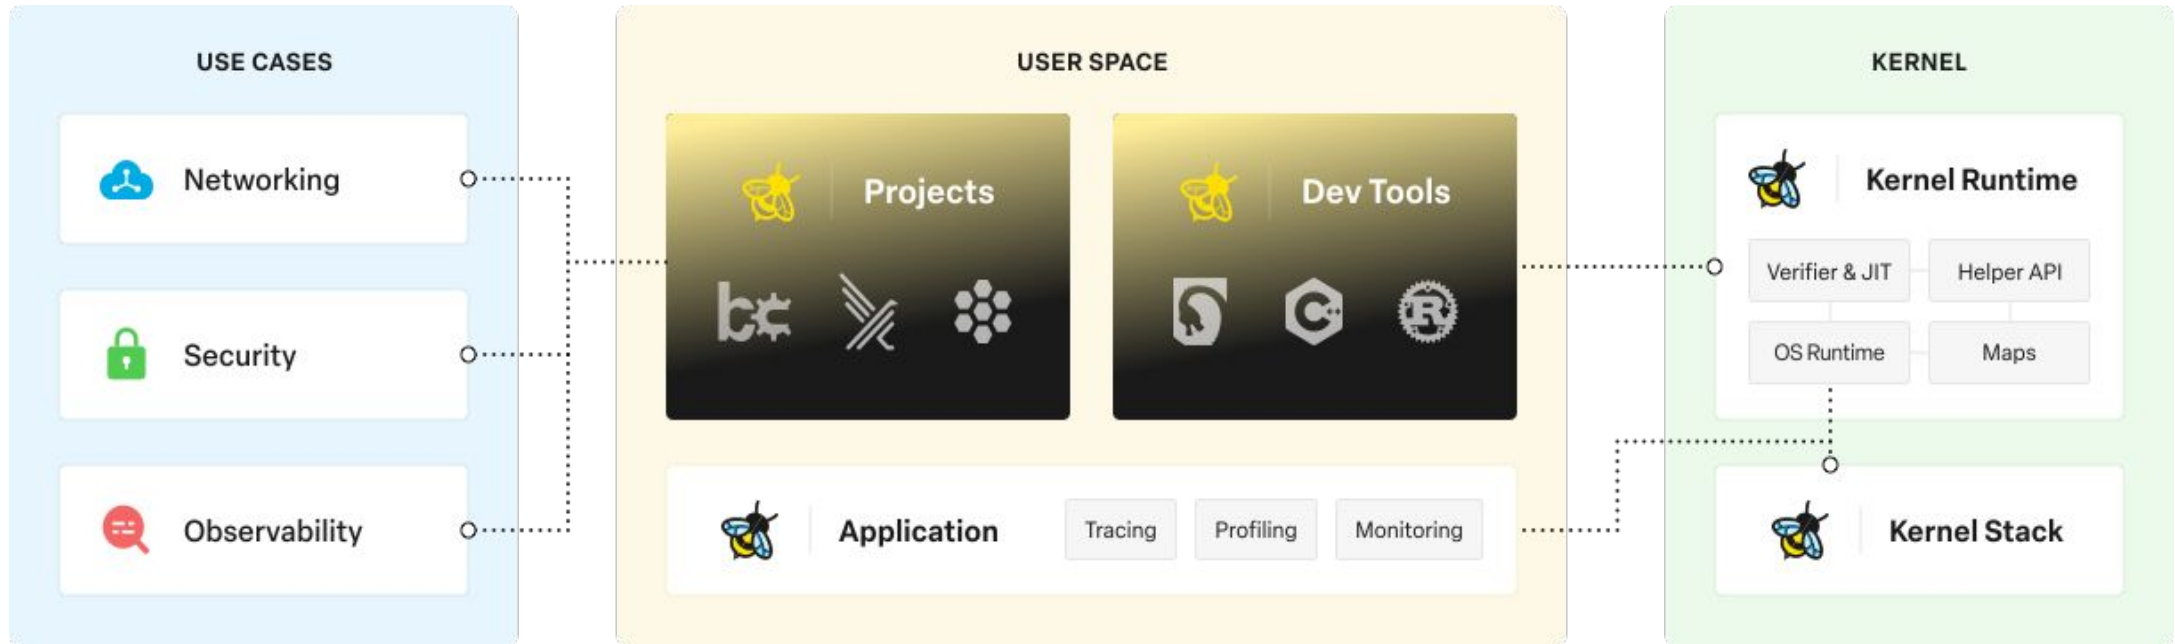 USE CASES
Networking
Security
Observability
USER SPACE
Projects
bc
Dev Tools
C++
R
Application
Tracing
Profiling
Monitoring
KERNEL
Kernel Runtime
Verifier & JIT
Helper API
OS Runtime
Maps
Kernel Stack